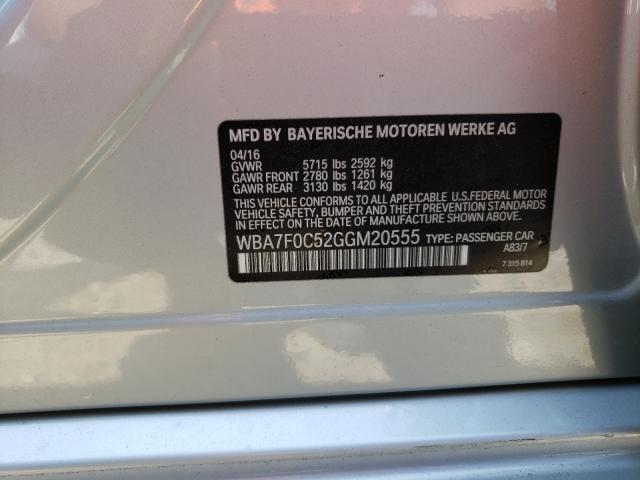 MFD BY BAYERISCHE MOTOREN WERKE AG
04/16
GVWR 5715 lbs 2592 kg
GAWR FRONT 2780 lbs 1261 kg
GAWR REAR 3130 lbs 1420 kg
THIS VEHICLE CONFORMS TO ALL APPLICABLE U.S.FEDERAL MOTOR
VEHICLE SAFETY, BUMPER AND THEFT PREVENTION STANDARDS
IN EFFECT ON THE DATE OF MANUFACTURE SHOWN ABOVE.
WBA7F0C52GGM20555 TYPE: PASSENGER CAR
A83/7
7 315 814